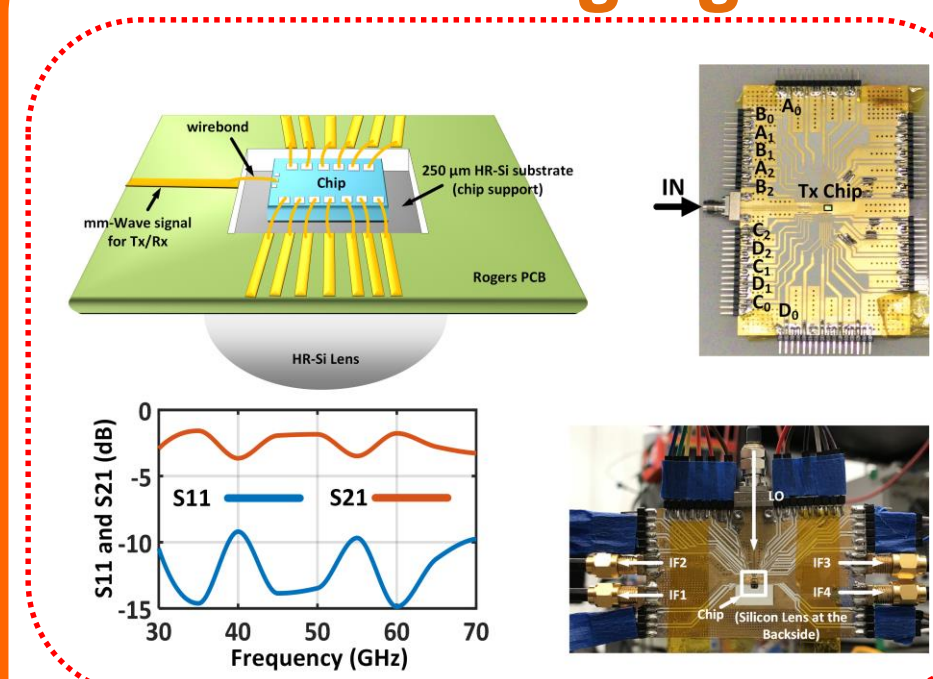 wirebond
Chip
250 µm HR-Si substrate
(chip support)
mm-Wave signal
for Tx/Rx
Rogers PCB
HR-Si Lens
A0
B0
A1
B1
A2
B2
IN
Tx Chip
C2
D2
C1
D1
C0
D0
S11 and S21 (dB)
0
-5
-10
-15
S11
S21
30
40
50
60
70
Frequency (GHz)
LO
IF2
IF3
IF1
IF4
Chip
(Silicon Lens at the
Backside)